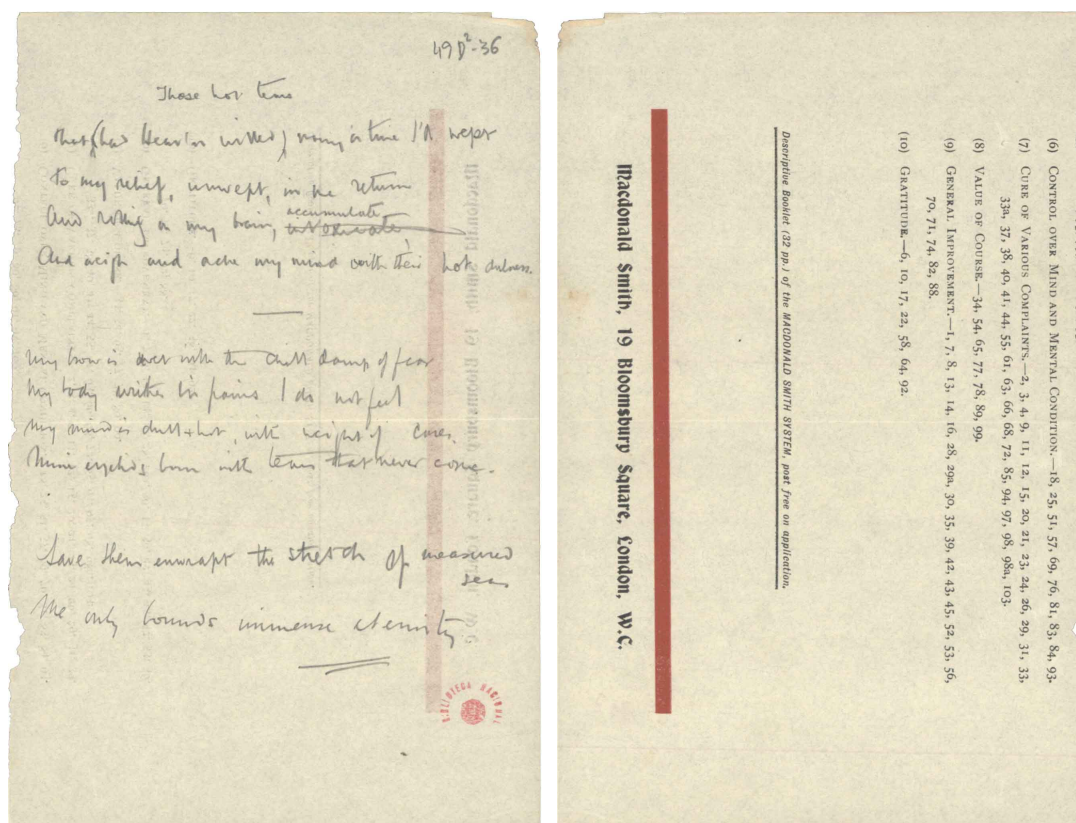 49 D²-36
Those hot tears
That (had Heaven willed) many a time I'd wept
To my relief, unwept, in me return
And rolling on my brain, accumulate
And weigh and ache my mind with their hot dulness.
My brow is wet with the chill damp of fear
My body writhes in pains I do not feel
My mind is dull & hot, with weight of cares,
Mine eyelids burn with tears that never come.
Save them enwrapt the stretch of measured
seas
Me only bounds immense eternity
BIBLIOTECA NACIONAL
(6) CONTROL OVER MIND AND MENTAL CONDITION.—18, 25, 51, 57, 69, 76, 81, 83, 84, 93.
(7) CURE OF VARIOUS COMPLAINTS.—2, 3, 4, 9, 11, 12, 15, 20, 21, 23, 24, 26, 29, 31, 33,
33a, 37, 38, 40, 41, 44, 55, 61, 63, 66, 68, 72, 85, 94, 97, 98, 98a, 103.
(8) VALUE OF COURSE.—34, 54, 65, 77, 78, 89, 99.
(9) GENERAL IMPROVEMENT.—1, 7, 8, 13, 14, 16, 28, 29a, 30, 35, 39, 42, 43, 45, 52, 53, 56,
70, 71, 74, 82, 88.
(10) GRATITUDE.—6, 10, 17, 22, 58, 64, 92.
Descriptive Booklet (32 pp.) of the MACDONALD SMITH SYSTEM, post free on application.
Macdonald Smith, 19 Bloomsbury Square, London, W.C.